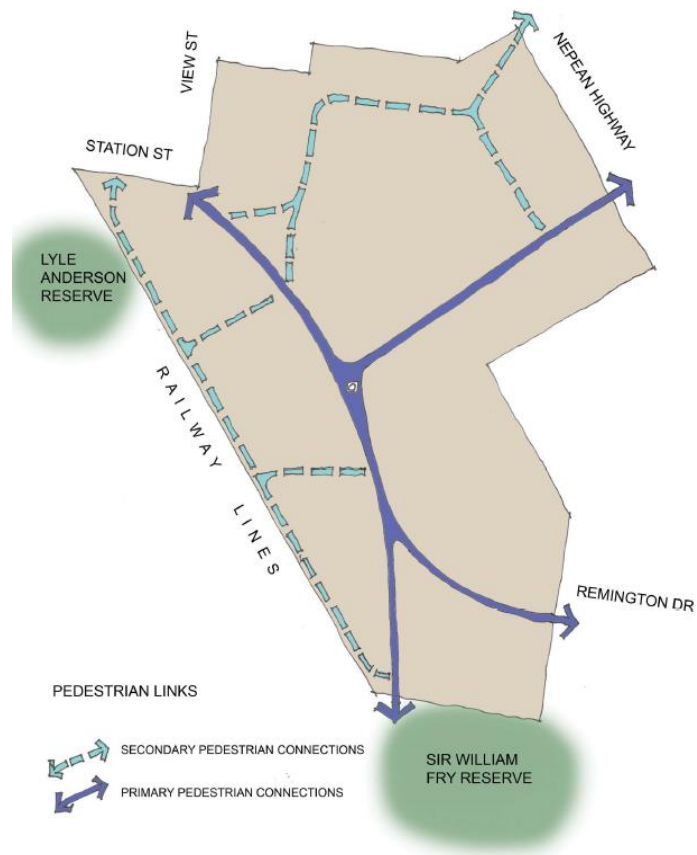 VIEW ST
NEPEAN HIGHWAY
STATION ST
LYLE
ANDERSON
RESERVE
RAILWAY LINES
REMINGTON DR
PEDESTRIAN LINKS
SECONDARY PEDESTRIAN CONNECTIONS
PRIMARY PEDESTRIAN CONNECTIONS
SIR WILLIAM
FRY RESERVE